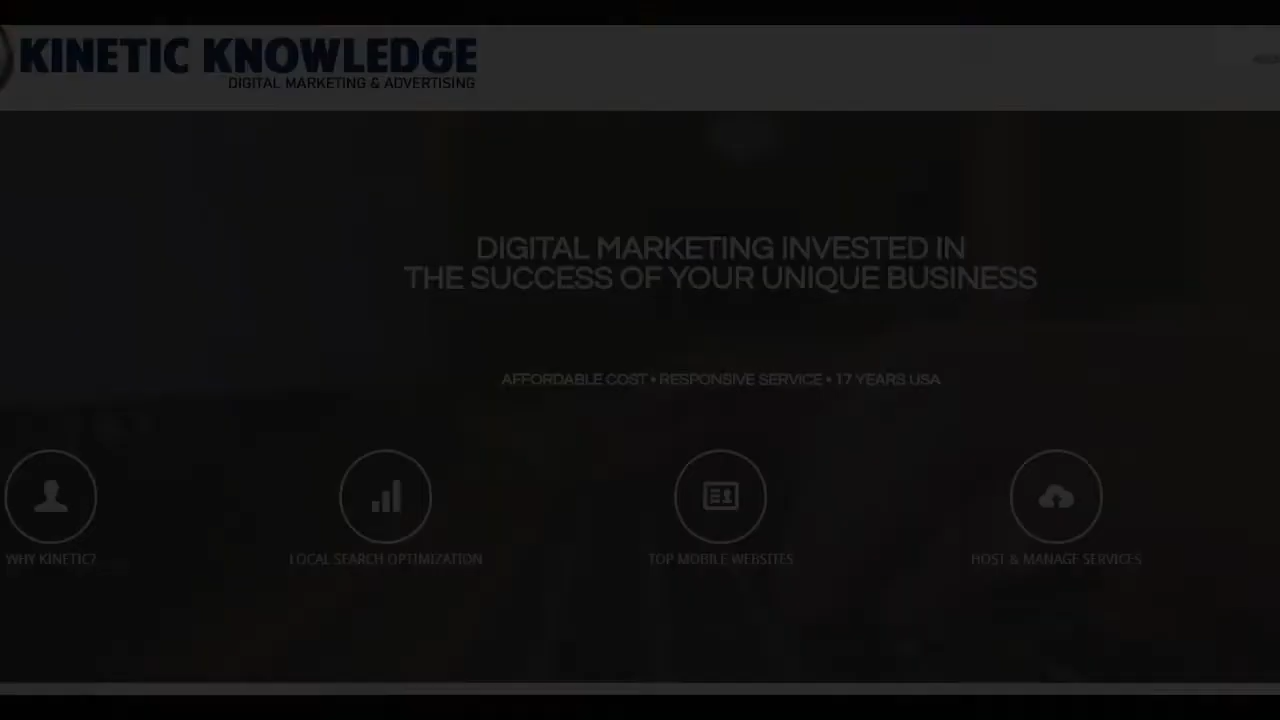 KINETIC KNOWLEDGE
DIGITAL MARKETING & ADVERTISING
DIGITAL MARKETING INVESTED IN
THE SUCCESS OF YOUR UNIQUE BUSINESS
AFFORDABLE COST • RESPONSIVE SERVICE • 17 YEARS USA
WHY KINETIC?
LOCAL SEARCH OPTIMIZATION
TOP MOBILE WEBSITES
HOST & MANAGE SERVICES